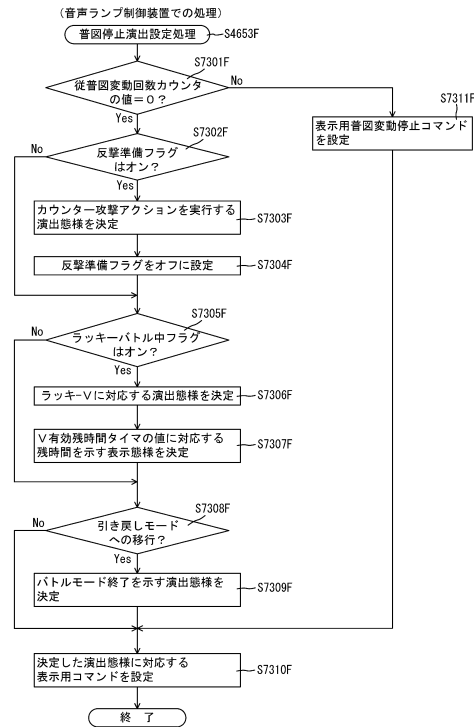 (音声ランプ制御装置での処理)
普図停止演出設定処理
S4653F
S7301F
従普図変動回数カウンタ
の値=0?
No
Yes
S7311F
表示用普図変動停止コマンド
を設定
S7302F
反撃準備フラグ
はオン?
No
Yes
S7303F
カウンター攻撃アクションを実行する
演出態様を決定
反撃準備フラグをオフに設定
S7304F
S7305F
ラッキーバトル中フラグ
はオン?
No
Yes
ラッキーVに対応する演出態様を決定
S7306F
V有効残時間タイマの値に対応する
残時間を示す表示態様を決定
S7307F
S7308F
引き戻しモード
への移行?
No
Yes
バトルモード終了を示す演出態様を
決定
S7309F
決定した演出態様に対応する
表示用コマンドを設定
S7310F
終 了